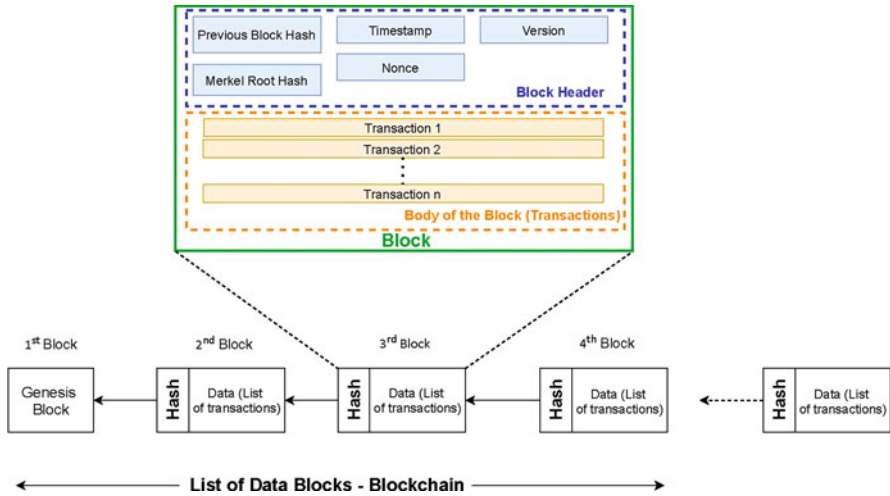 Previous Block Hash
Timestamp
Version
Merkel Root Hash
Nonce
Block Header
Transaction 1
Transaction 2
Transaction n
Body of the Block (Transactions)
Block
1st Block
2nd Block
3rd Block
4th Block
Genesis
Block
Hash
Data (List
of transactions)
Hash
Data (List
of transactions)
Hash
Data (List
of transactions)
Hash
Data (List
of transactions)
List of Data Blocks - Blockchain